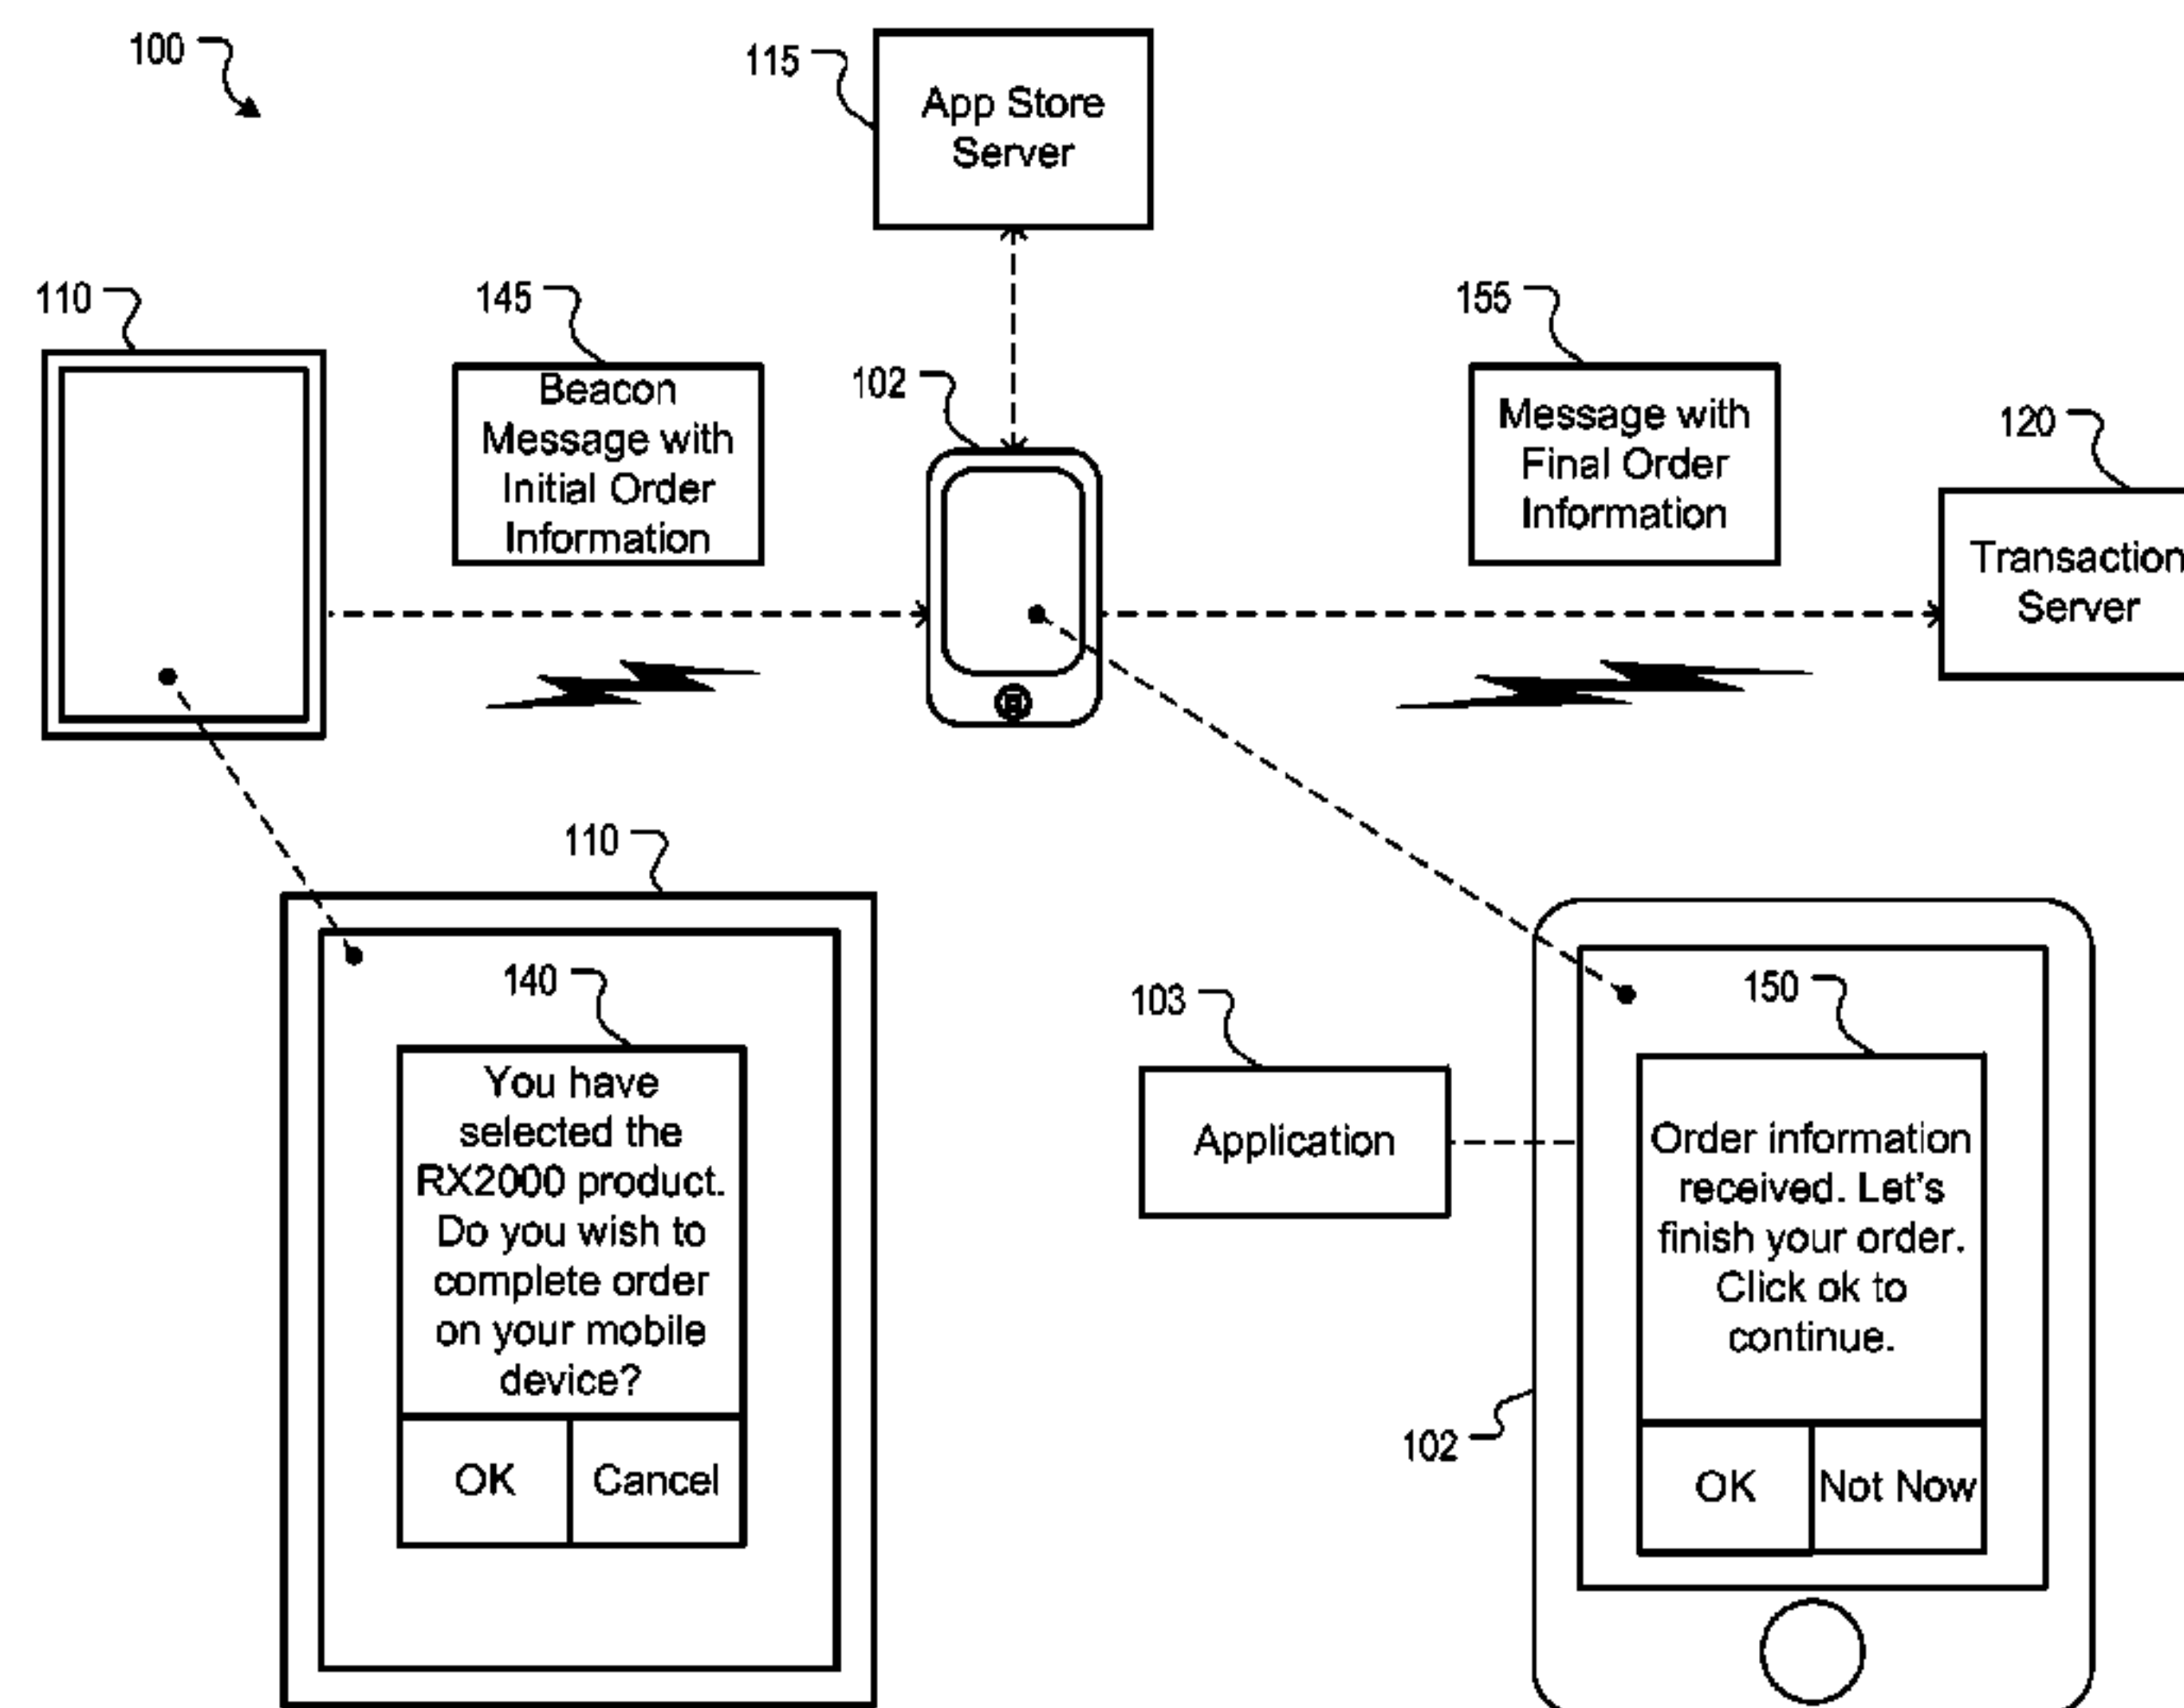 100
115
App Store
Server
110
145
Beacon
Message with
Initial Order
Information
102
155
Message with
Final Order
Information
120
Transaction
Server
110
140
You have
selected the
RX2000 product.
Do you wish to
complete order
on your mobile
device?
OK
Cancel
103
Application
150
Order information
received. Let's
finish your order.
Click ok to
continue.
102
OK
Not Now